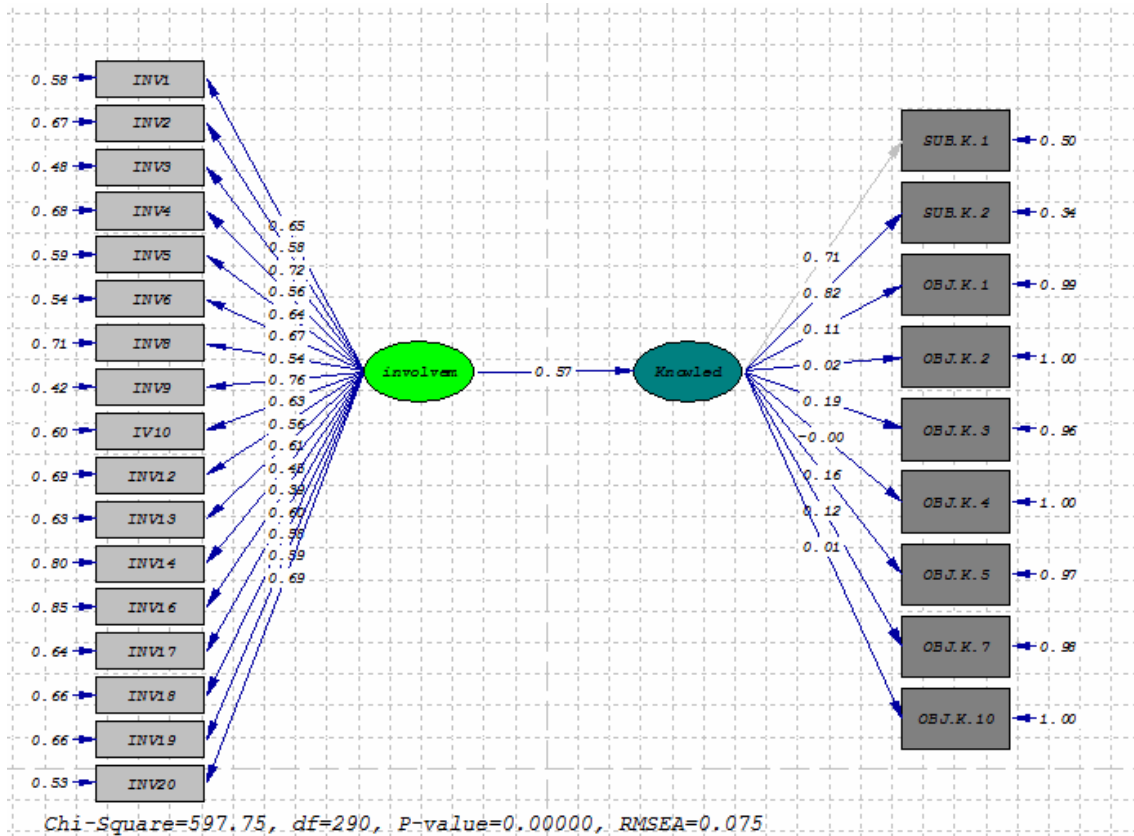 0.58 INV1
0.67 INV2
0.48 INV3
0.68 INV4
0.59 INV5
0.54 INV6
0.71 INV8
0.42 INV9
0.60 IV10
0.69 INV12
0.63 INV13
0.80 INV14
0.85 INV16
0.64 INV17
0.66 INV18
0.66 INV19
0.53 INV20
0.65
0.58
0.72
0.56
0.64
0.67
0.54
0.76
0.63
0.56
0.61
0.45
0.39
0.60
0.58
0.59
0.69
involvem
0.57
Knowled
0.71
0.82
0.11
0.02
0.19
-0.00
0.16
0.12
0.01
SUB.K.1 0.50
SUB.K.2 0.34
OBJ.K.1 0.99
OBJ.K.2 1.00
OBJ.K.3 0.96
OBJ.K.4 1.00
OBJ.K.5 0.97
OBJ.K.7 0.98
OBJ.K.10 1.00
Chi-Square=597.75, df=290, P-value=0.00000, RMSEA=0.075